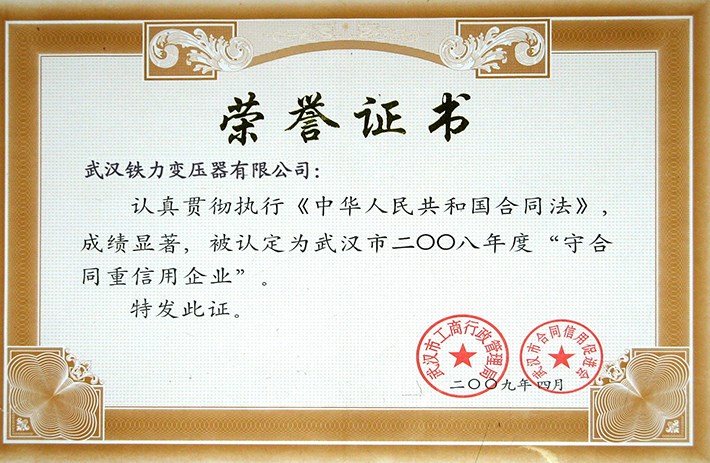 荣誉证书
武汉铁力变压器有限公司：
认真贯彻执行《中华人民共和国合同法》，
成绩显著，被认定为武汉市二〇〇八年度“守合
同重信用企业”。
特发此证。
武汉市工商行政管理局
武汉市合同信用促进会
二〇〇九年四月